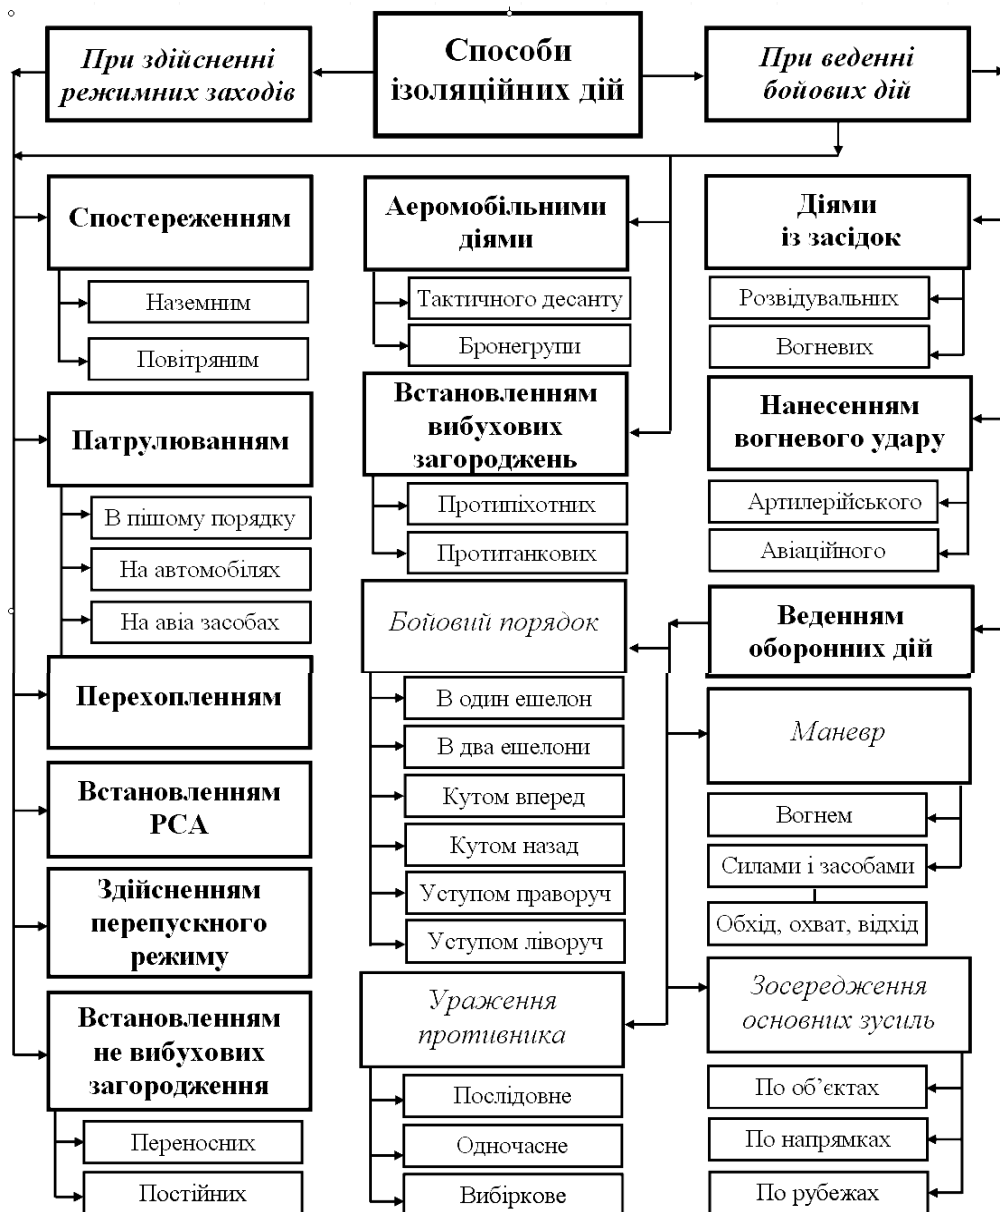 Способи
ізоляційних дій
При здійсненні
режимних заходів
При веденні
бойових дій
Спостереженням
Наземним
Повітряним
Патрулюванням
В пішому порядку
На автомобілях
На авіа засобах
Перехопленням
Встановленням
РСА
Здійсненням
перепускного
режиму
Встановленням
не вибухових
загородження
Переносних
Постійних
Аеромобільними
діями
Тактичного десанту
Бронегрупи
Встановленням
вибухових
загороджень
Протипіхотних
Протитанкових
Бойовий порядок
В один ешелон
В два ешелони
Кутом вперед
Кутом назад
Уступом праворуч
Уступом ліворуч
Ураження
противника
Послідовне
Одночасне
Вибіркове
Діями
із засідок
Розвідувальних
Вогневих
Нанесенням
вогневого удару
Артилерійського
Авіаційного
Веденням
оборонних дій
Маневр
Вогнем
Силами і засобами
Обхід, охват, відхід
Зосередження
основних зусиль
По об’єктах
По напрямках
По рубежах